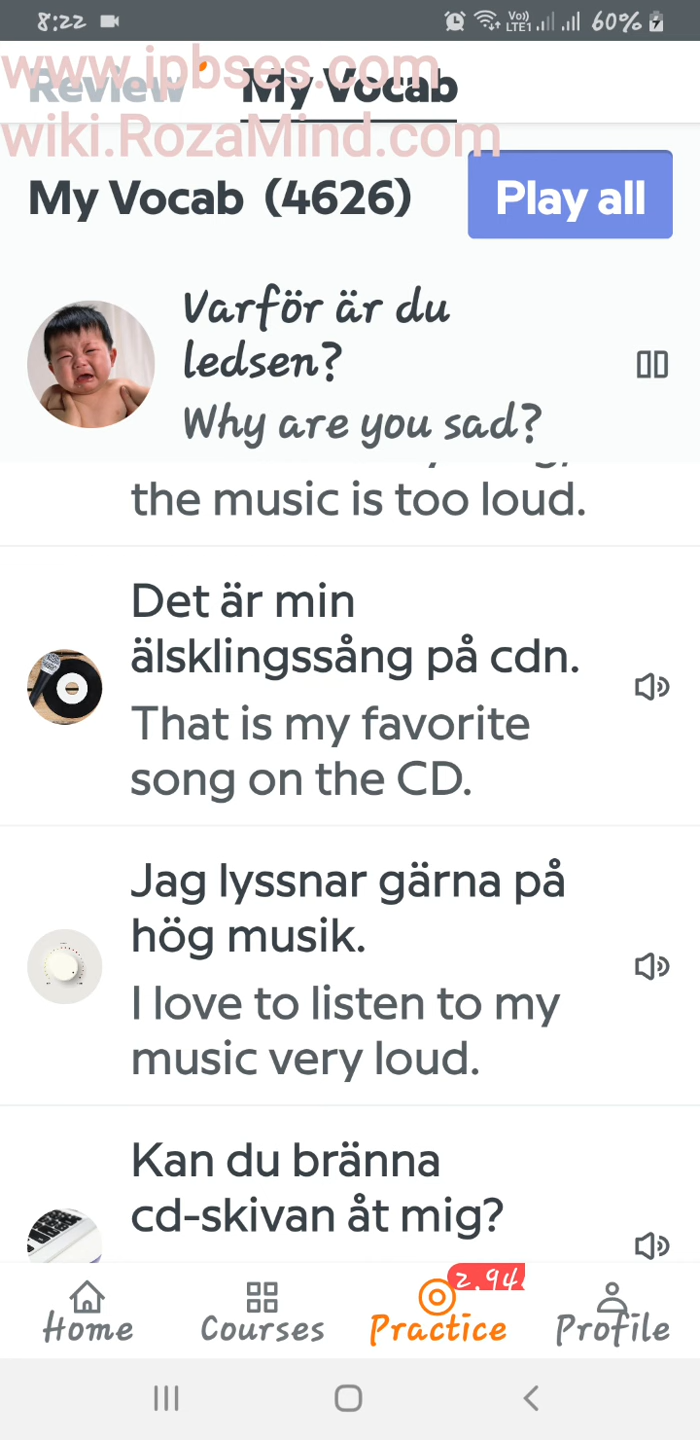 8:22
Vo))
LTE1
60%
www.ipbses.com
Review
My Vocab
wiki.RozaMind.com
My Vocab (4626)
Play all
Varför är du
ledsen?
Why are you sad?
the music is too loud.
Det är min
älsklingssång på cdn.
That is my favorite
song on the CD.
Jag lyssnar gärna på
hög musik.
I love to listen to my
music very loud.
Kan du bränna
cd-skivan åt mig?
2,94
Home
Courses
Practice
Profile